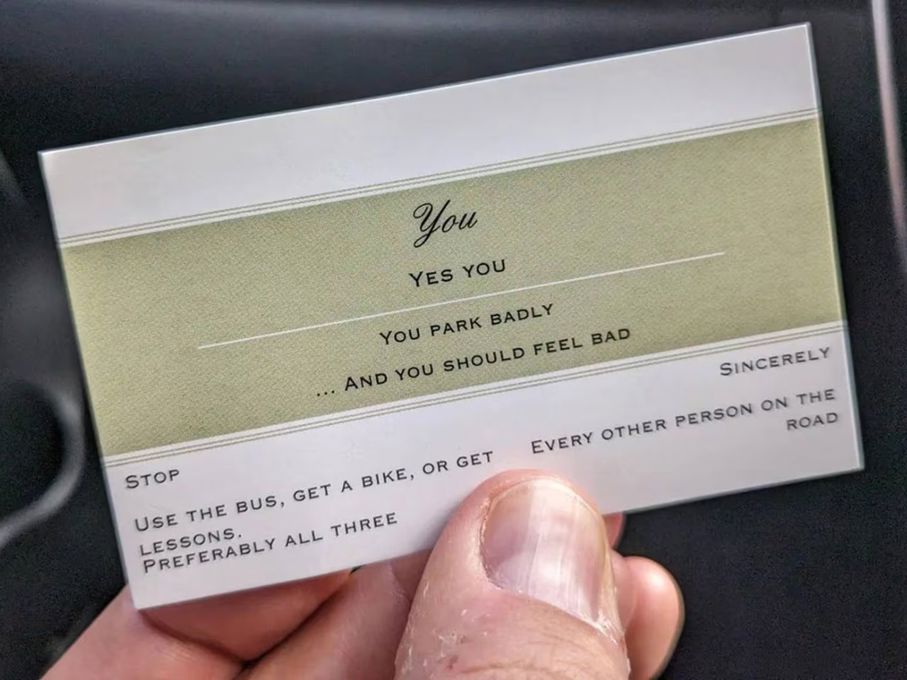 You
Yes you
You park badly
... And you should feel bad
Sincerely
Every other person on the
road
Stop
Use the bus, get a bike, or get
lessons.
Preferably all three